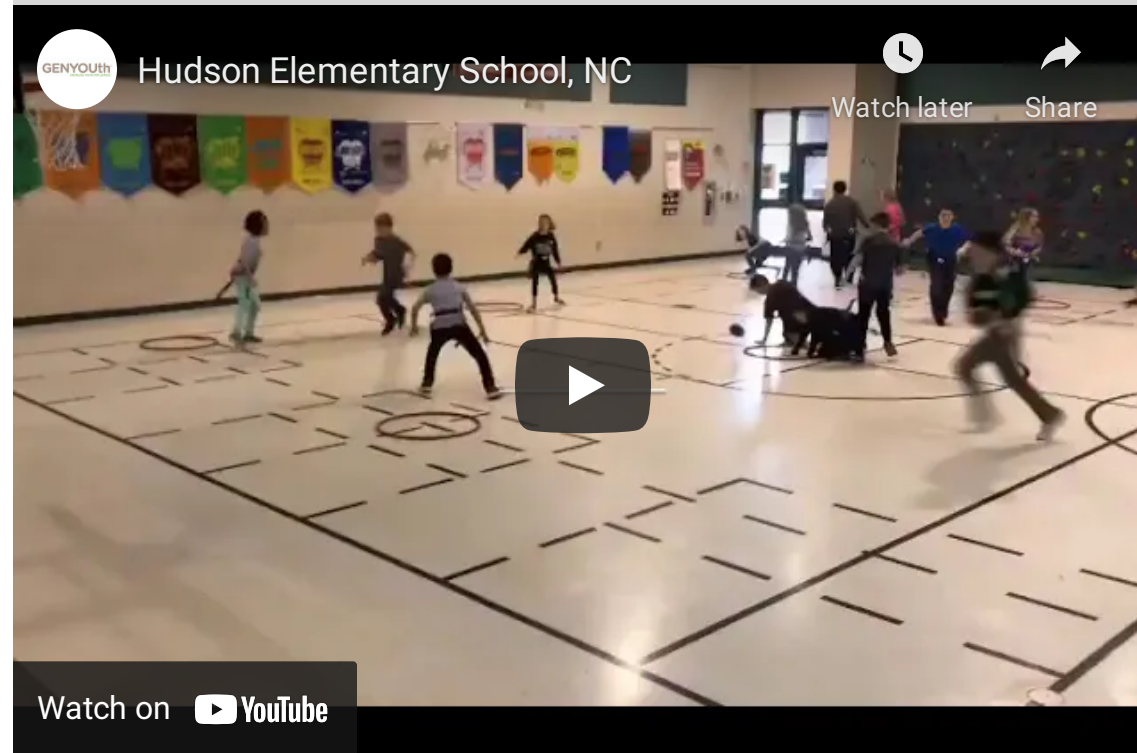 GENYOUth
Hudson Elementary School, NC
Watch later
Share
Watch on YouTube